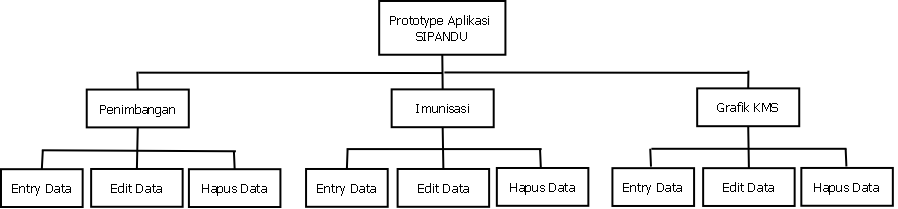 Prototype Aplikasi
SIPANDU
Penimbangan
Imunisasi
Grafik KMS
Entry Data
Edit Data
Hapus Data
Entry Data
Edit Data
Hapus Data
Entry Data
Edit Data
Hapus Data